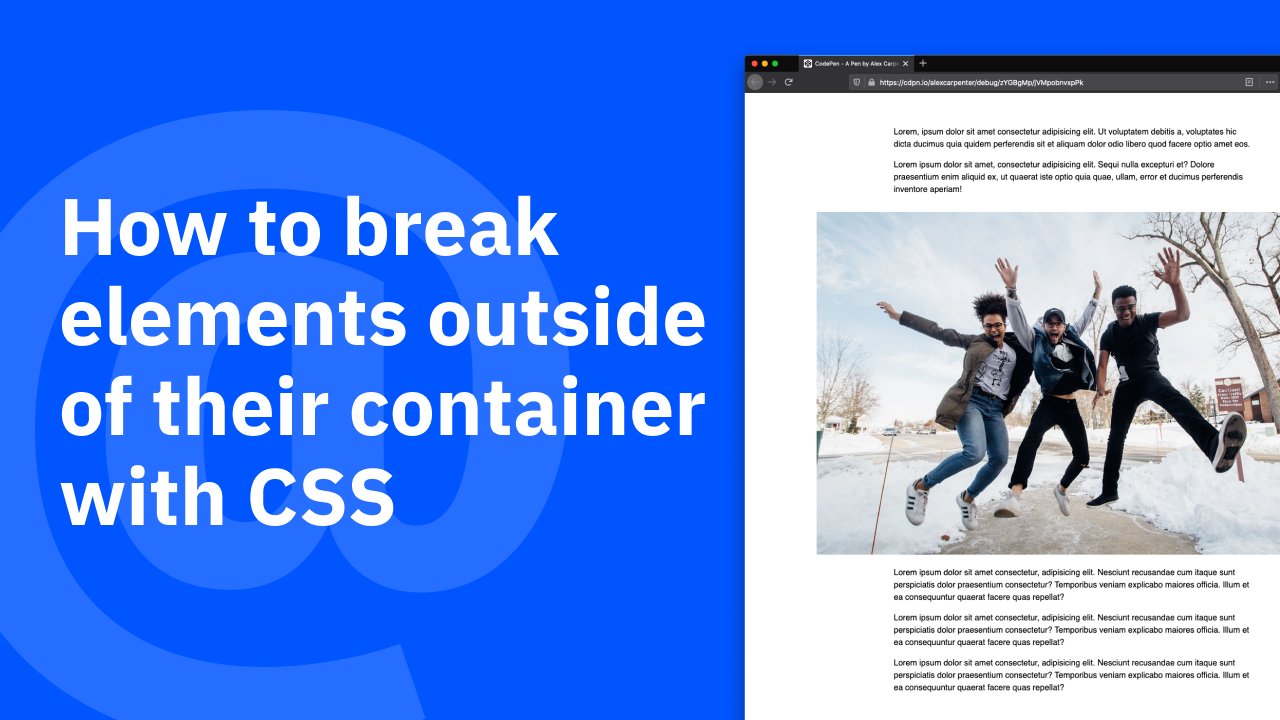 How to break
elements outside
of their container
with CSS
CodePen - A Pen by Alex Carp
https://cdpn.io/alexcarpenter/debug/zYGBgMp/jVMpobnvxpPk
Lorem, ipsum dolor sit amet consectetur adipisicing elit. Ut voluptatem debitis a, voluptates hic
dicta ducimus quia quidem perferendis sit et aliquam dolor odio libero quod facere optio amet eos.
Lorem ipsum dolor sit amet, consectetur adipisicing elit. Sequi nulla excepturi et? Dolore
praesentium enim aliquid ex, ut quaerat iste optio quia quae, ullam, error et ducimus perferendis
inventore aperiam!
Lorem ipsum dolor sit amet consectetur, adipisicing elit. Nesciunt recusandae cum itaque sunt
perspiciatis dolor praesentium consectetur? Temporibus veniam explicabo maiores officia. Illum et
ea consequuntur quaerat facere quas repellat?
Lorem ipsum dolor sit amet consectetur, adipisicing elit. Nesciunt recusandae cum itaque sunt
perspiciatis dolor praesentium consectetur? Temporibus veniam explicabo maiores officia. Illum et
ea consequuntur quaerat facere quas repellat?
Lorem ipsum dolor sit amet consectetur, adipisicing elit. Nesciunt recusandae cum itaque sunt
perspiciatis dolor praesentium consectetur? Temporibus veniam explicabo maiores officia. Illum et
ea consequuntur quaerat facere quas repellat?